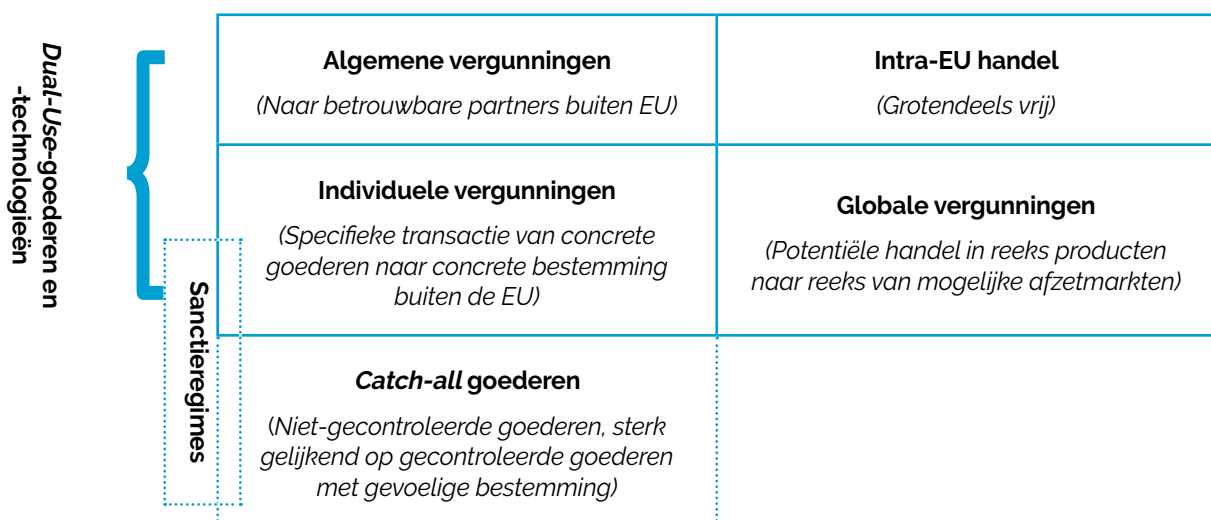 Dual-Use-goederen en
-technologieën
Algemene vergunningen
(Naar betrouwbare partners buiten EU)
Intra-EU handel
(Grotendeels vrij)
Individuele vergunningen
(Specifieke transactie van concrete
goederen naar concrete bestemming
buiten de EU)
Globale vergunningen
(Potentiële handel in reeks producten
naar reeks van mogelijke afzetmarkten)
Sanctieregimes
Catch-all goederen
(Niet-gecontroleerde goederen, sterk
gelijkend op gecontroleerde goederen
met gevoelige bestemming)